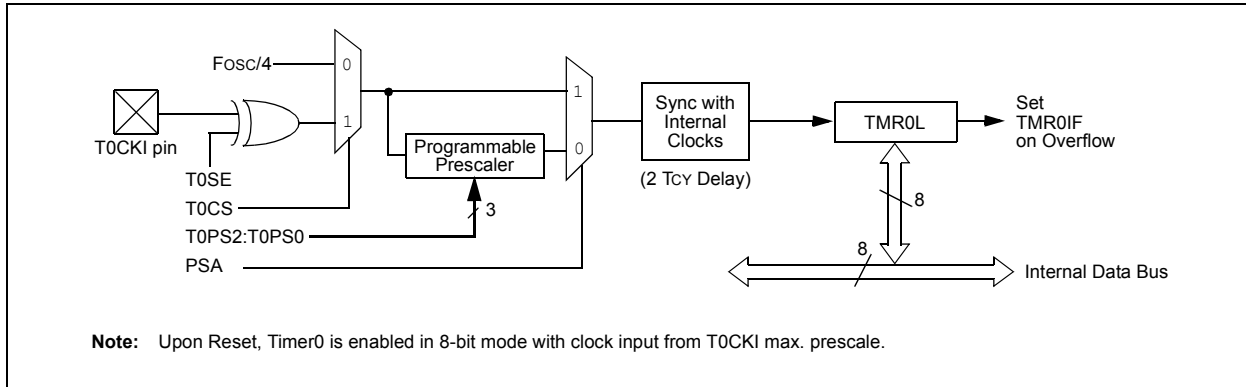 FOSC/4
0
1
T0CKI pin
T0SE
T0CS
T0PS2:T0PS0
PSA
Programmable
Prescaler
3
1
0
Sync with
Internal
Clocks
(2 TCY Delay)
TMR0L
Set
TMR0IF
on Overflow
8
8
Internal Data Bus
Note: Upon Reset, Timer0 is enabled in 8-bit mode with clock input from T0CKI max. prescale.